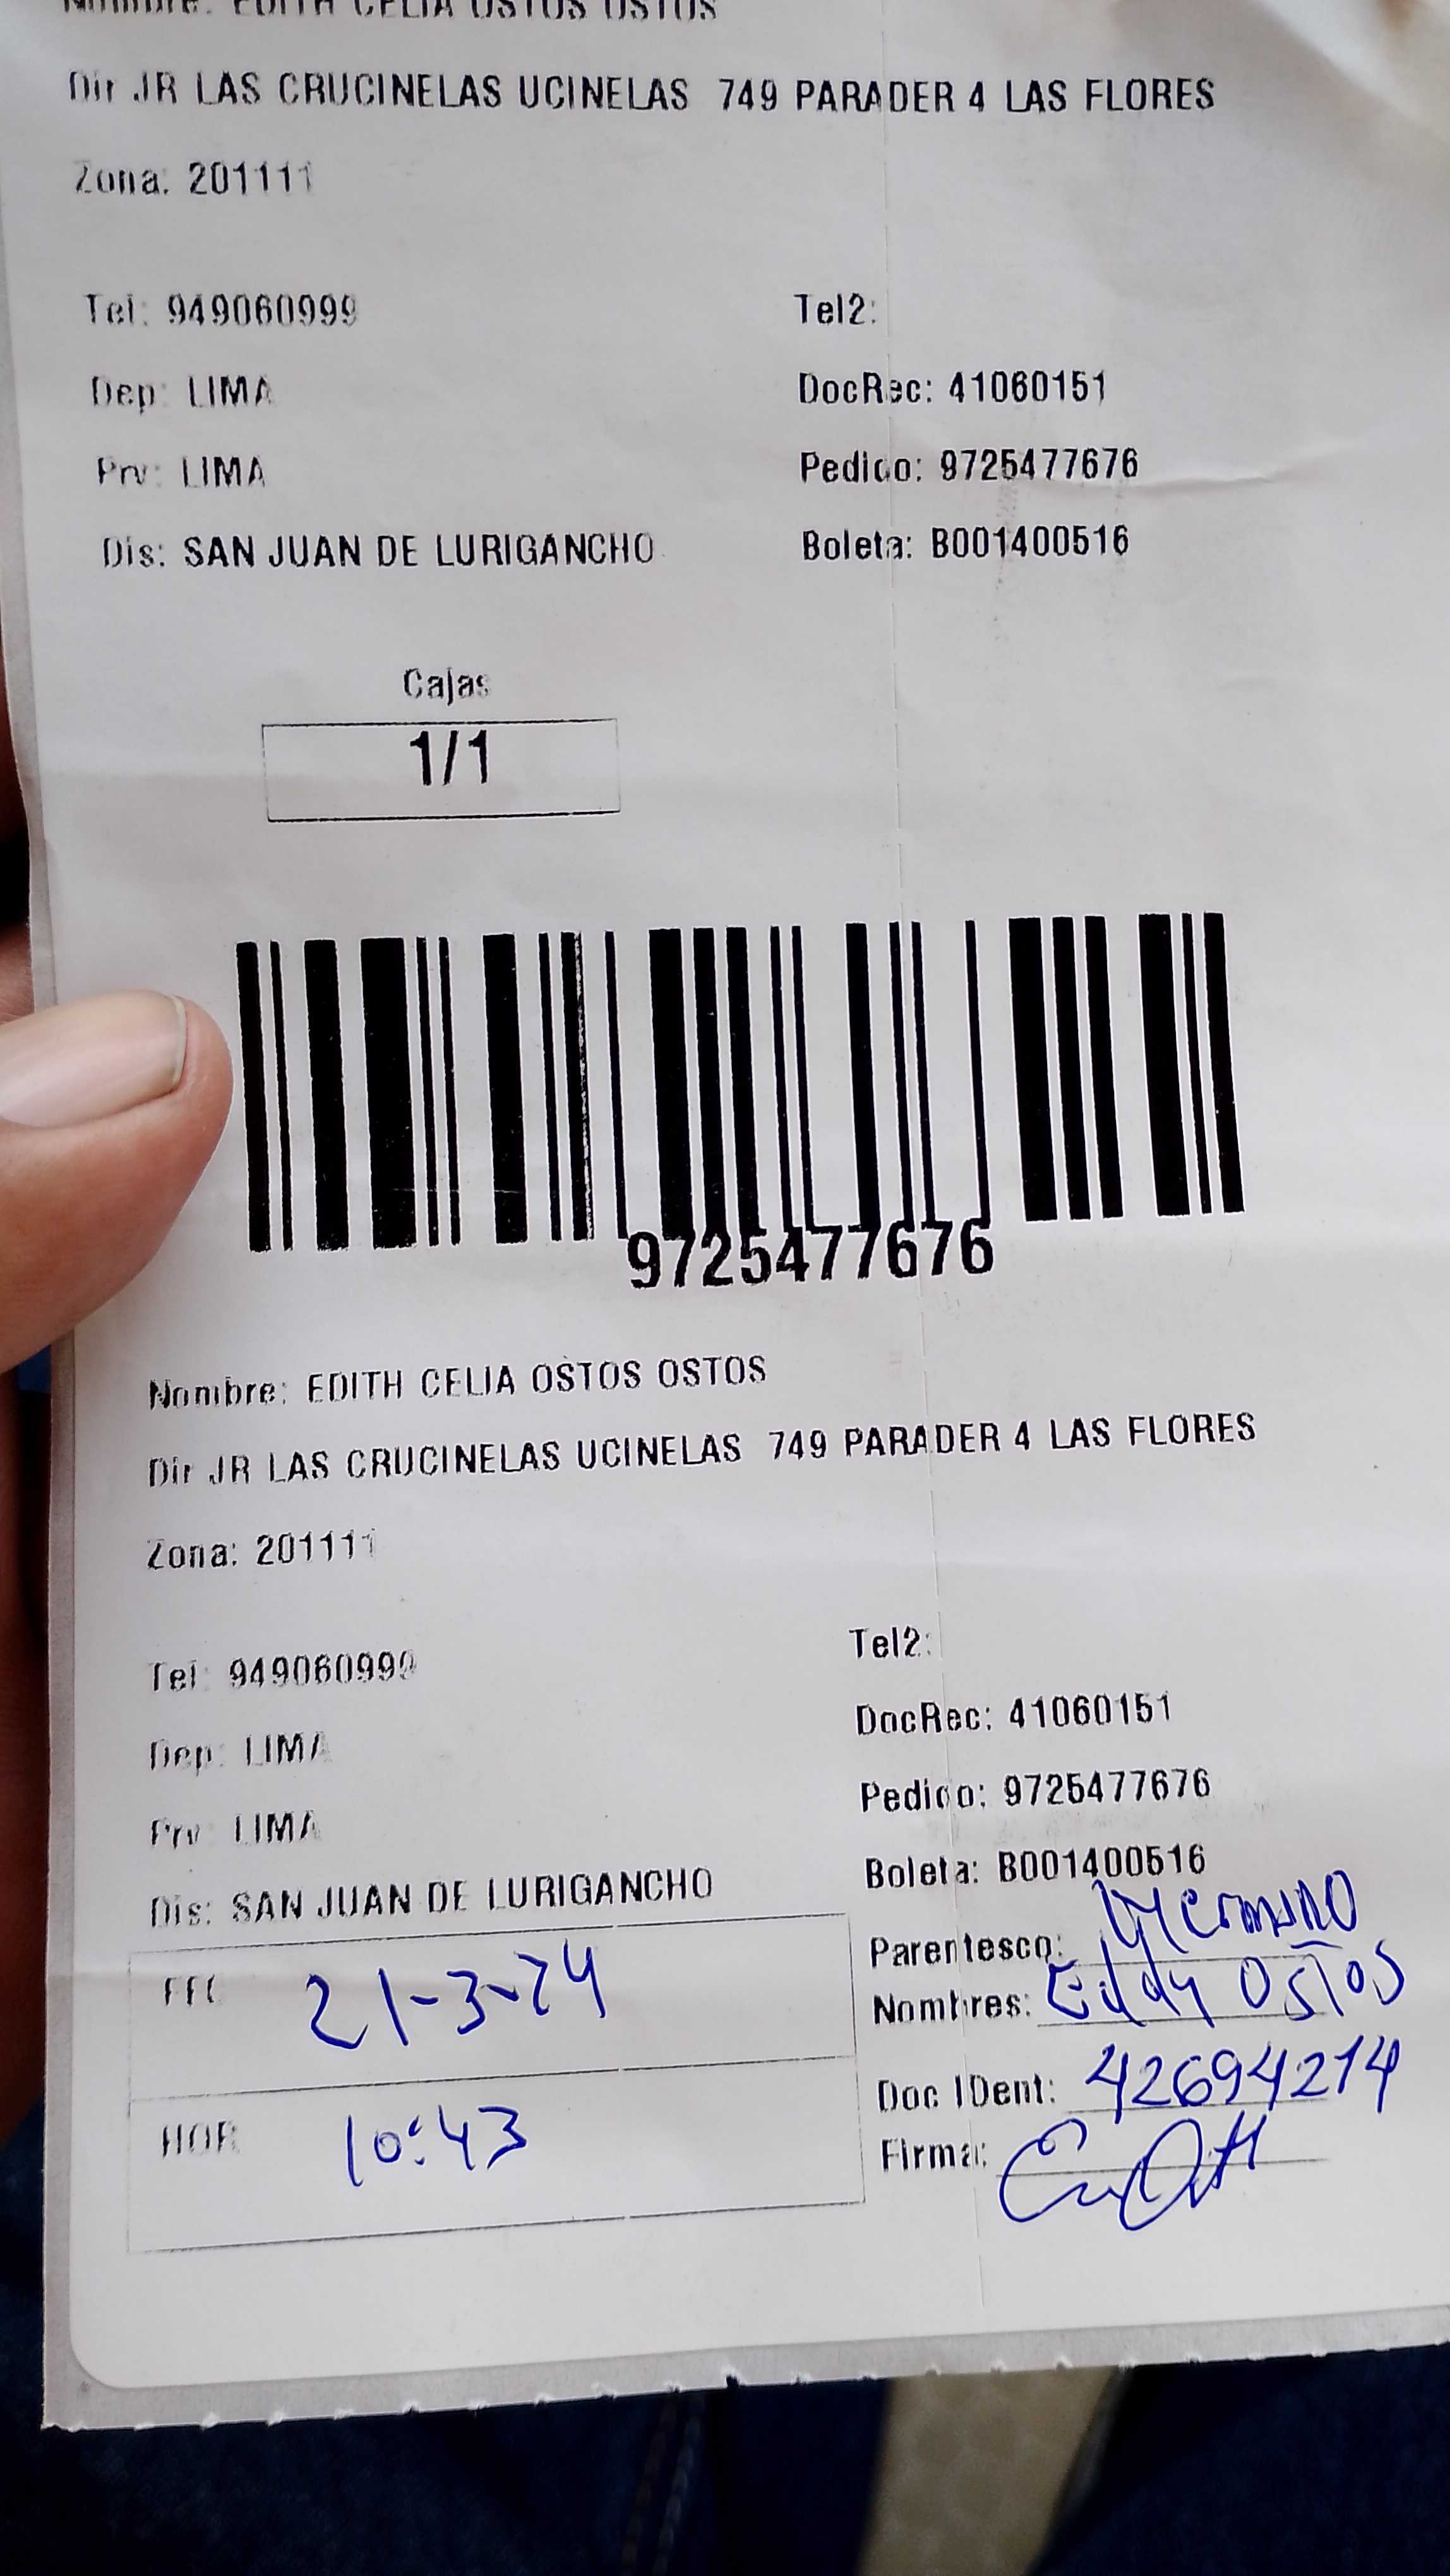 Nombre: EDITH CELIA OSTOS OSTOS
Dir JR LAS CRUCINELAS UCINELAS 749 PARADER 4 LAS FLORES
Zona: 201111
Tel: 949060999 Tel2:
Dep: LIMA DocRec: 41060151
Prv: LIMA Pedido: 9725477676
Dis: SAN JUAN DE LURIGANCHO Boleta: B001400516
Cajas
1/1
9725477676
Nombre: EDITH CELIA OSTOS OSTOS
Dir JR LAS CRUCINELAS UCINELAS 749 PARADER 4 LAS FLORES
Zona: 201111
Tel: 949060999 Tel2:
Dep: LIMA DocRec: 41060151
Prv: LIMA Pedido: 9725477676
Dis: SAN JUAN DE LURIGANCHO Boleta: B001400516
Parentesco: Hermano
FEC 21-3-24 Nombres: Eddy Ostos
Doc IDent: 42694214
HOR 10:43 Firma: